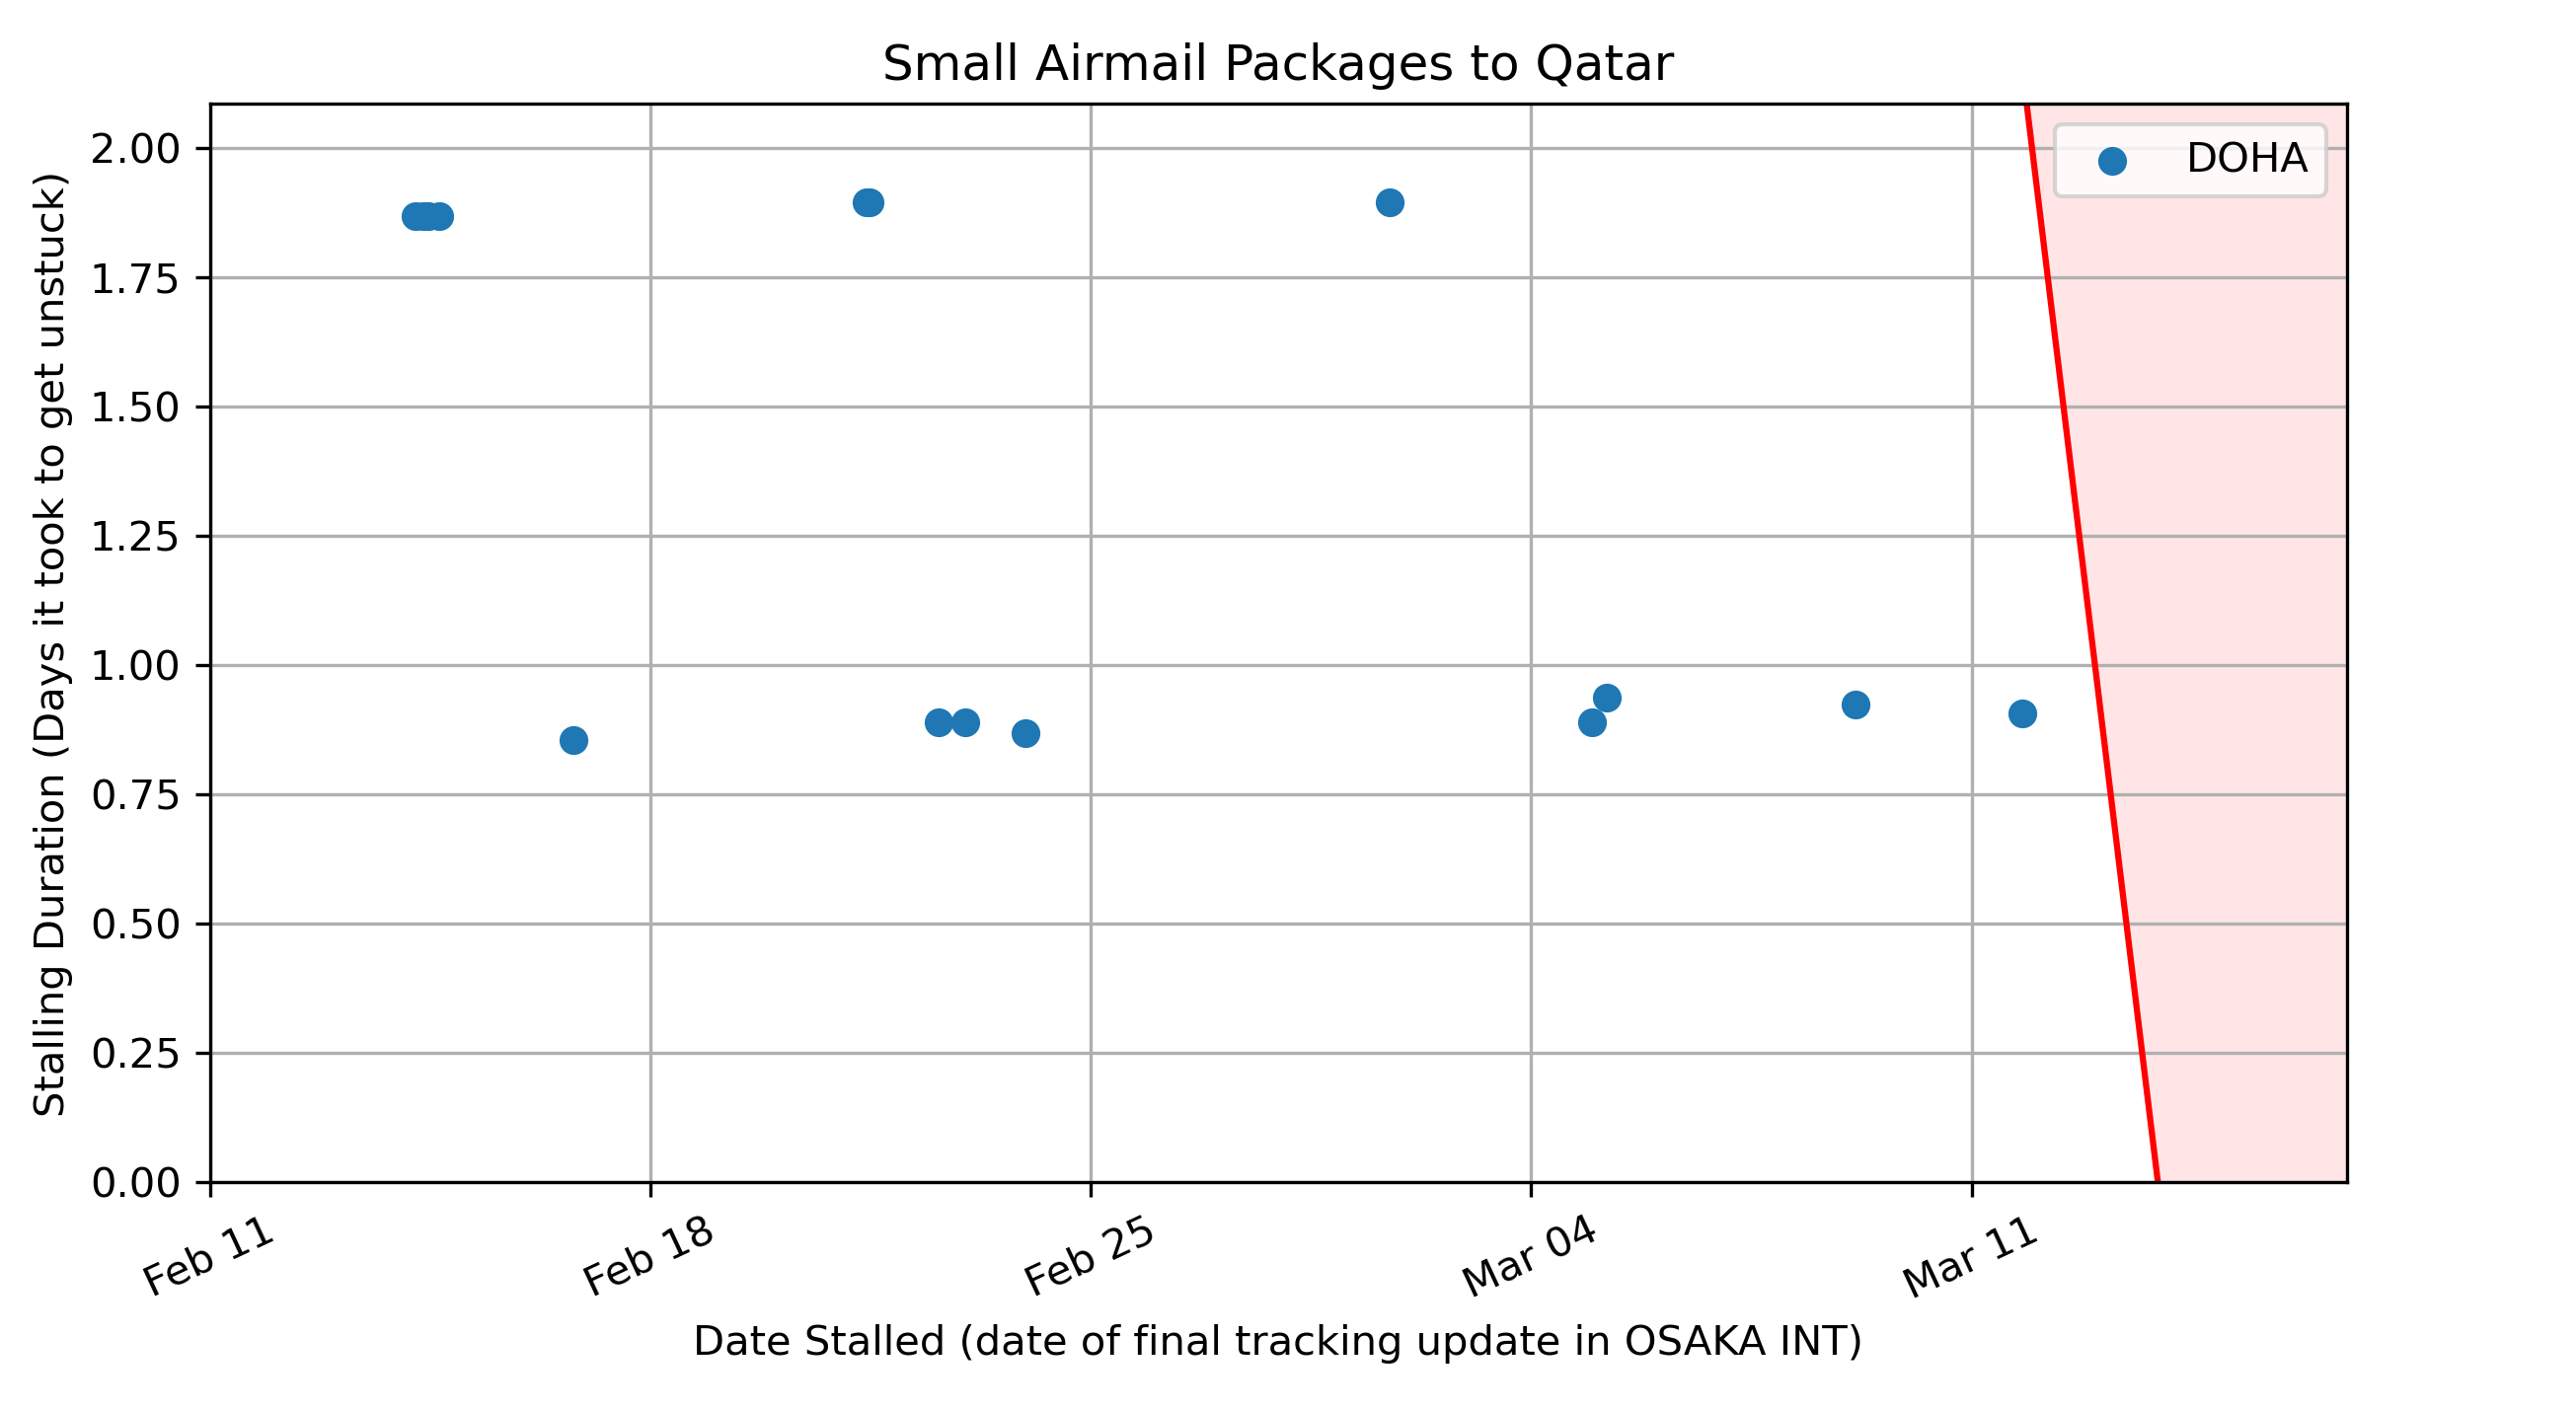 Small Airmail Packages to Qatar
DOHA
Stalling Duration (Days it took to get unstuck)
2.00
1.75
1.50
1.25
1.00
0.75
0.50
0.25
0.00
Feb 11
Feb 18
Feb 25
Mar 04
Mar 11
Date Stalled (date of final tracking update in OSAKA INT)